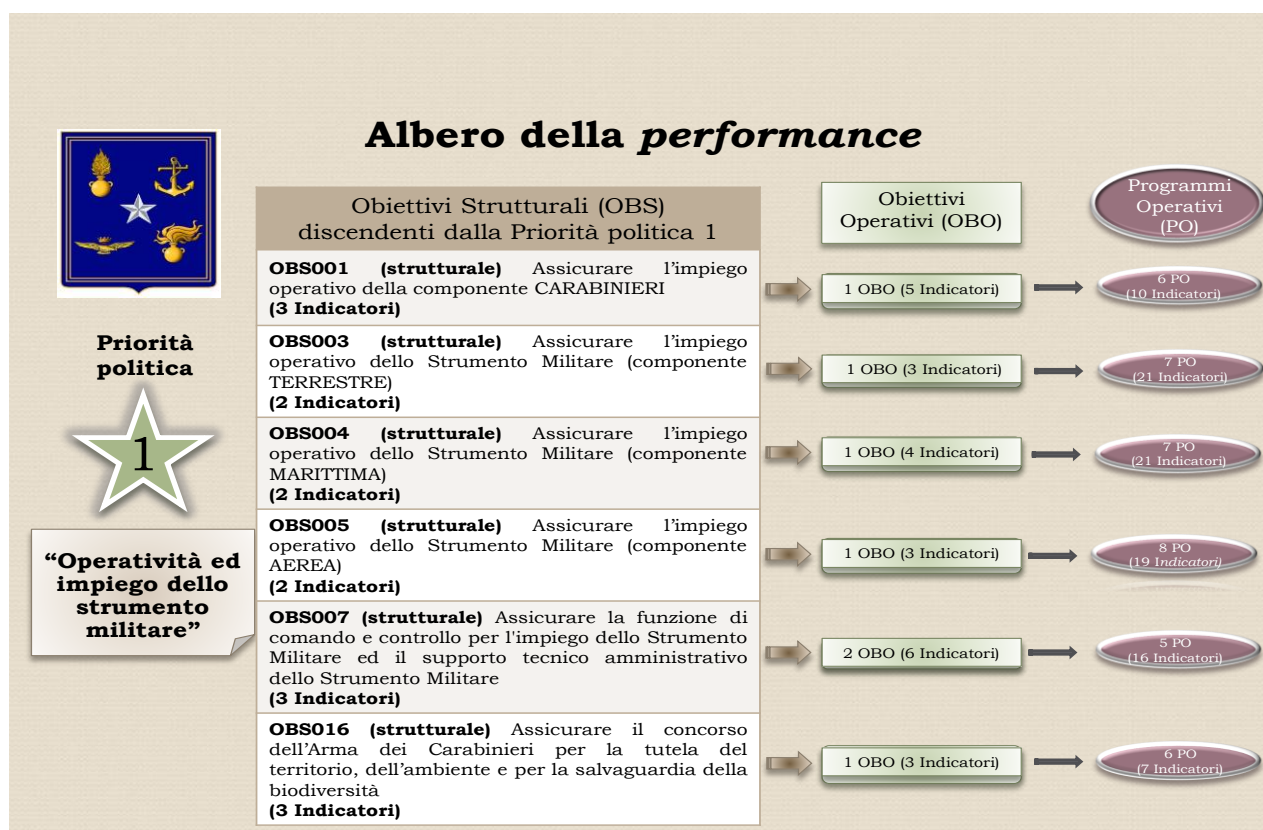 Albero della performance
Priorità
politica
1
“Operatività ed
impiego dello
strumento
militare”
Obiettivi Strutturali (OBS)
discendenti dalla Priorità politica 1
Obiettivi
Operativi (OBO)
Programmi
Operativi
(PO)
OBS001 (strutturale) Assicurare l’impiego
operativo della componente CARABINIERI
(3 Indicatori)
1 OBO (5 Indicatori)
6 PO
(10 Indicatori)
OBS003 (strutturale) Assicurare l’impiego
operativo dello Strumento Militare (componente
TERRESTRE)
(2 Indicatori)
1 OBO (3 Indicatori)
7 PO
(21 Indicatori)
OBS004 (strutturale) Assicurare l’impiego
operativo dello Strumento Militare (componente
MARITTIMA)
(2 Indicatori)
1 OBO (4 Indicatori)
7 PO
(21 Indicatori)
OBS005 (strutturale) Assicurare l’impiego
operativo dello Strumento Militare (componente
AEREA)
(2 Indicatori)
1 OBO (3 Indicatori)
8 PO
(19 Indicatori)
OBS007 (strutturale) Assicurare la funzione di
comando e controllo per l'impiego dello Strumento
Militare ed il supporto tecnico amministrativo
dello Strumento Militare
(3 Indicatori)
2 OBO (6 Indicatori)
5 PO
(16 Indicatori)
OBS016 (strutturale) Assicurare il concorso
dell’Arma dei Carabinieri per la tutela del
territorio, dell’ambiente e per la salvaguardia della
biodiversità
(3 Indicatori)
1 OBO (3 Indicatori)
6 PO
(7 Indicatori)